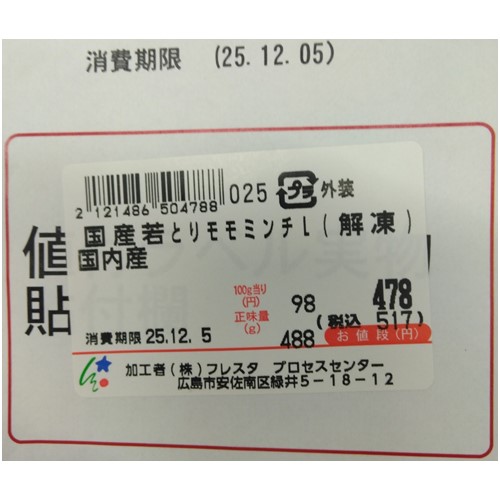 消費期限 (25.12.05)
2 121486 504788 025 プラ 外装
国産若とりモモミンチL(解凍)
国内産
100g当り(円) 98 478
正味量(g) 488 (税込 517)
消費期限 25.12. 5 お値段(円)
加工者(株)フレスタ プロセスセンター
広島市安佐南区緑井5-18-12
値
貼
付欄